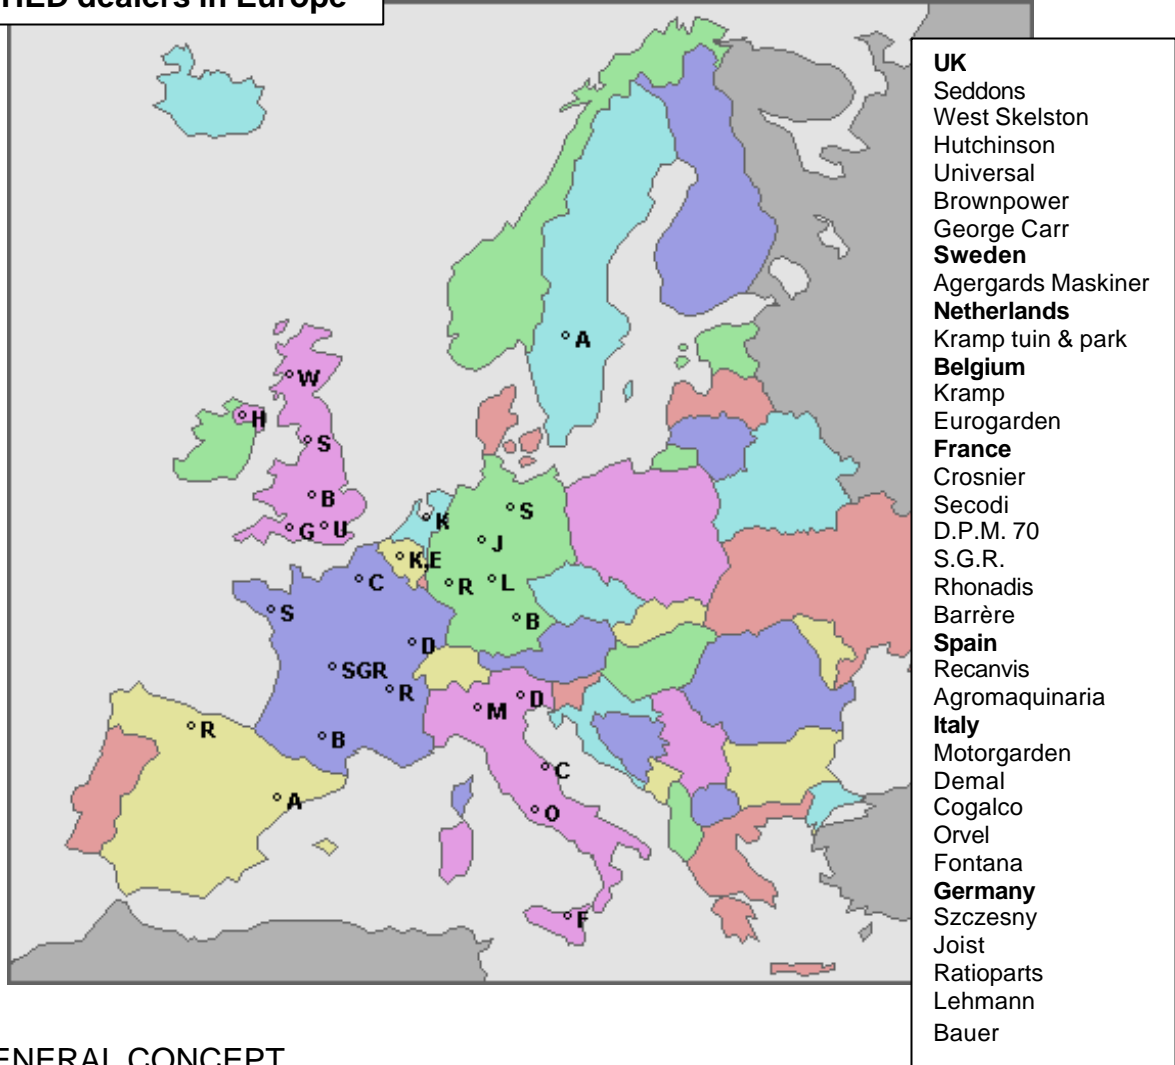 HED dealers in Europe
UK
Seddons
West Skelston
Hutchinson
Universal
Brownpower
George Carr
Sweden
Agergards Maskiner
Netherlands
Kramp tuin & park
Belgium
Kramp
Eurogarden
France
Crosnier
Secodi
D.P.M. 70
S.G.R.
Rhonadis
Barrère
Spain
Recanvis
Agromaquinaria
Italy
Motorgarden
Demal
Cogalco
Orvel
Fontana
Germany
Szczesny
Joist
Ratioparts
Lehmann
Bauer
A
W
H
S
B
G U
K
S
J
K,E
C
R L
S
B
D
SGR
R
D
M
R
B
C
A
O
F
ENERAL CONCEPT